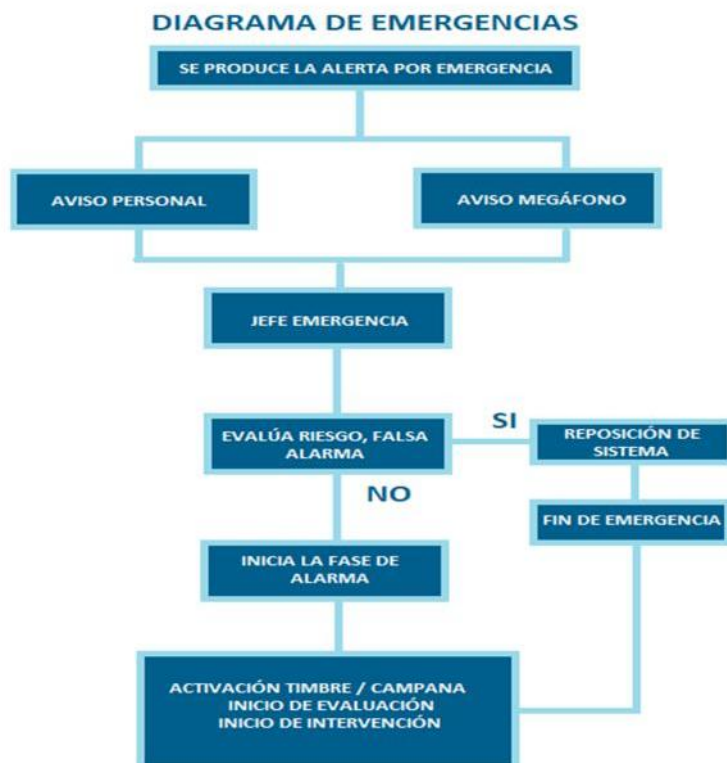 DIAGRAMA DE EMERGENCIAS
SE PRODUCE LA ALERTA POR EMERGENCIA
AVISO PERSONAL
AVISO MEGÁFONO
JEFE EMERGENCIA
EVALÚA RIESGO, FALSA
ALARMA
SI
REPOSICIÓN DE
SISTEMA
NO
FIN DE EMERGENCIA
INICIA LA FASE DE
ALARMA
ACTIVACIÓN TIMBRE / CAMPANA
INICIO DE EVALUACIÓN
INICIO DE INTERVENCIÓN